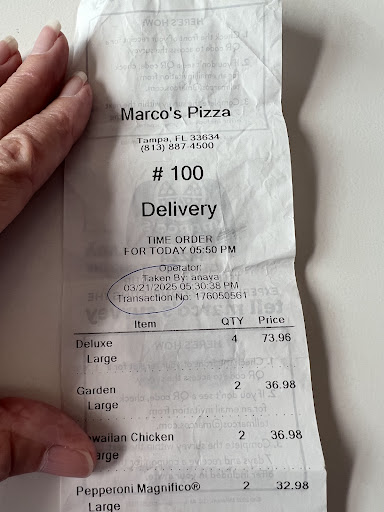 Marco's Pizza
Tampa, FL 33634
(813) 887-4500
# 100
Delivery
TIME ORDER
FOR TODAY 05:50 PM
Operator:
Taken By: anaya
03/21/2025 05:30:38 PM
Transaction No: 176050561
Item QTY Price
Deluxe 4 73.96
Large
Garden 2 36.98
Large
Chicken 2 36.98
Pepperoni Magnifico® 2 32.98
Large